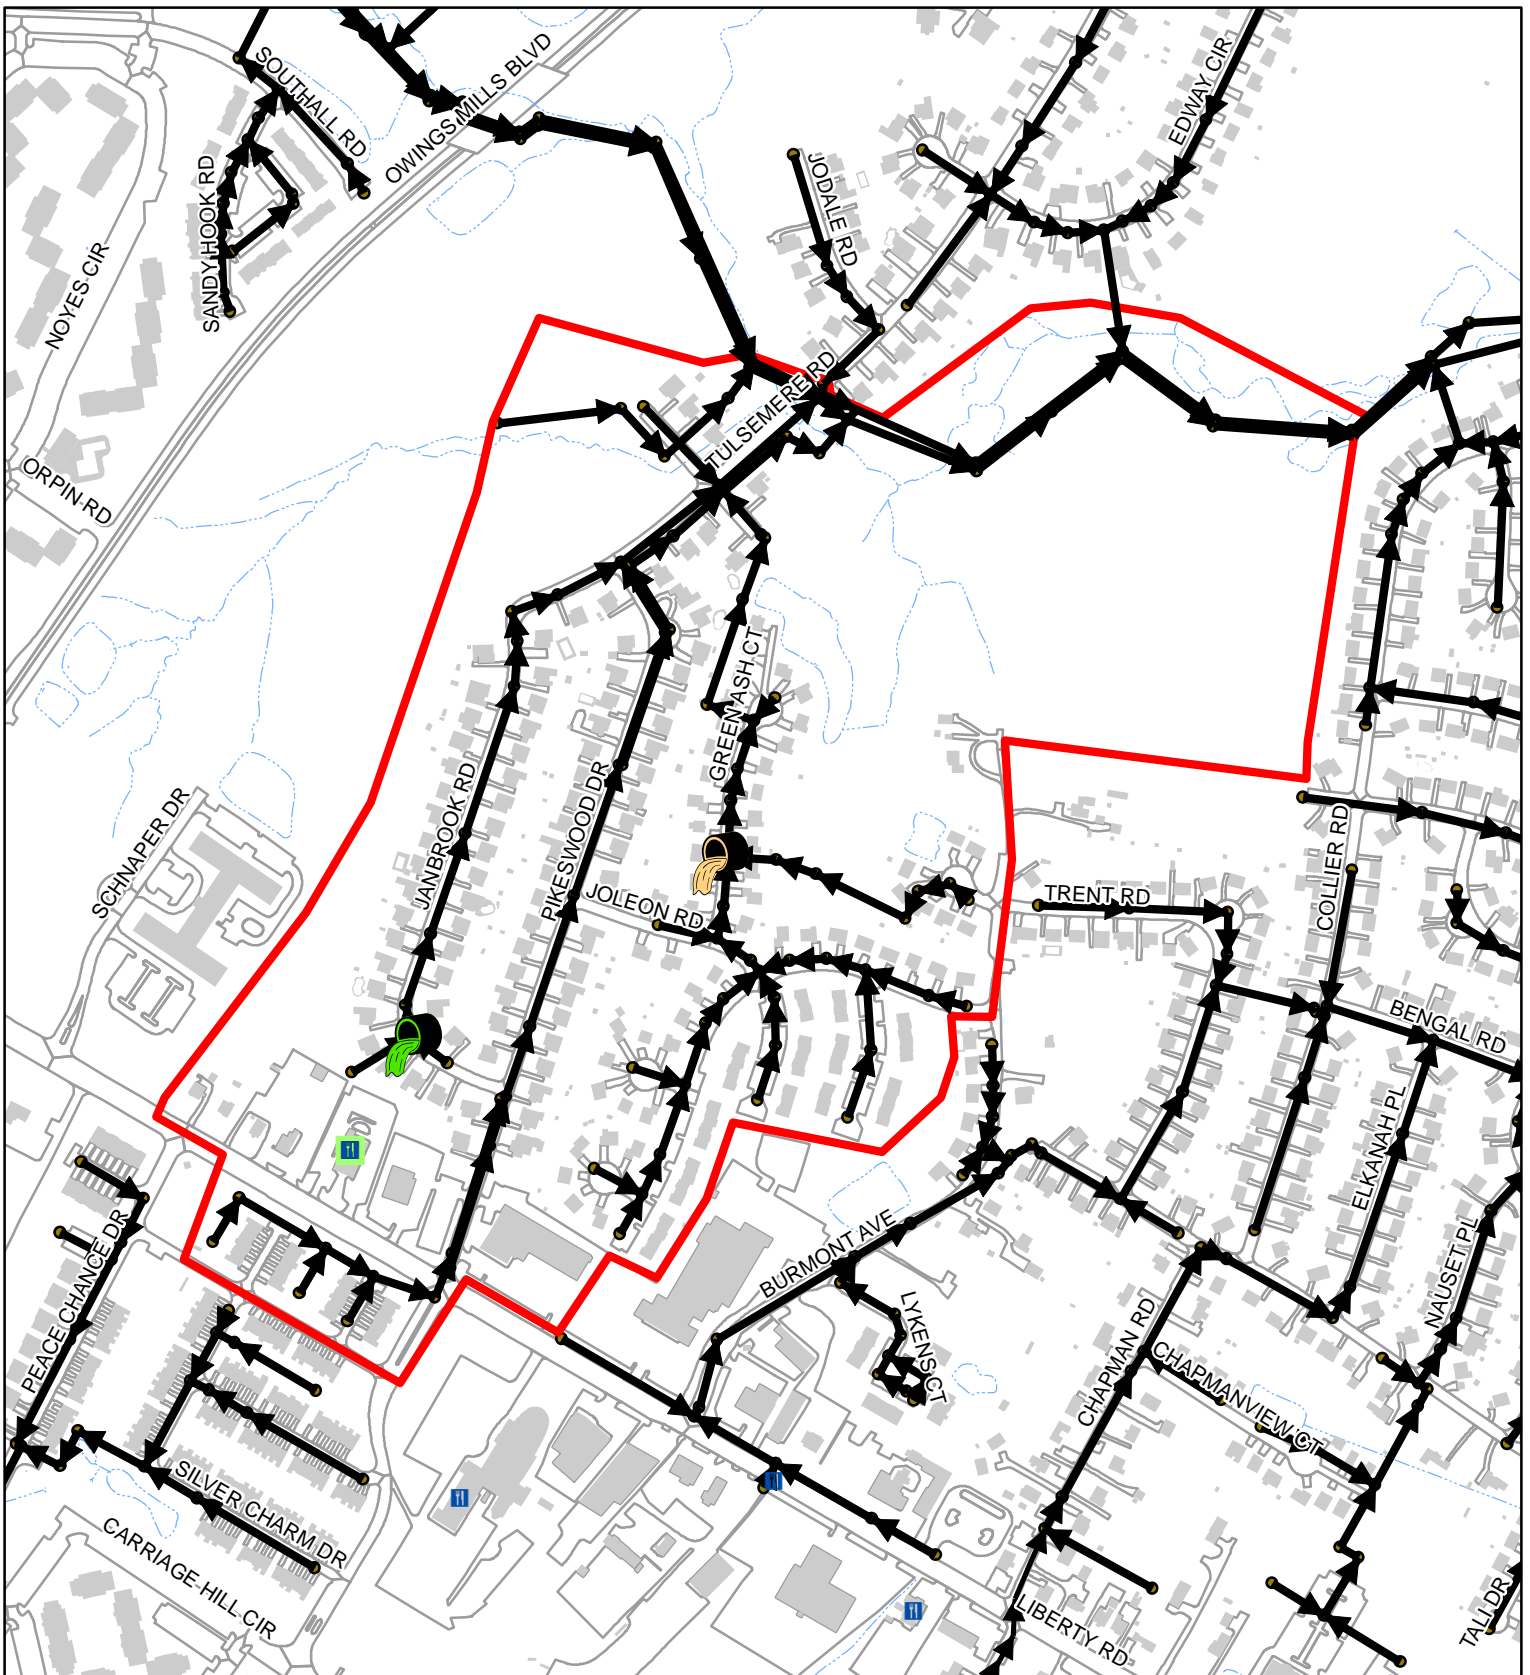 SOUTHALL RD
OWINGS MILLS BLVD
EDWAY CIR
SANDY HOOK RD
JODALE RD
NOYES CIR
TULSEMERE RD
ORPIN RD
GREEN ASH CT
JANBROOK RD
PIKESWOOD DR
SCHNAPER DR
JOLEON RD
TRENT RD
COLLIER RD
BENGAL RD
ELKANAH PL
PEACE CHANCE DR
BURMONT AVE
NAUSET PL
LYKENS CT
CHAPMAN RD
CHAPMANVIEW CT
SILVER CHARM DR
CARRIAGE HILL CIR
LIBERTY RD
TALI DR